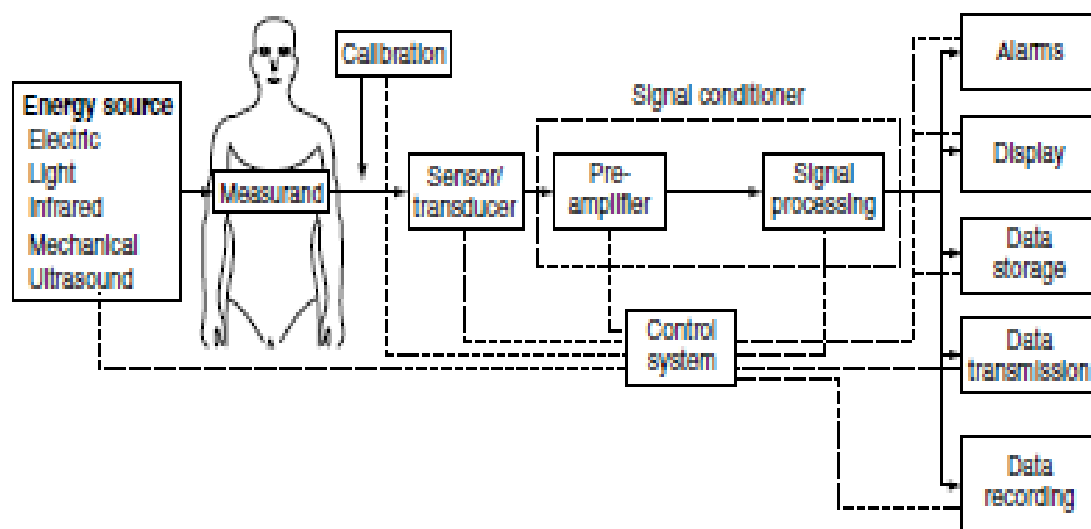 Energy source
Electric
Light
Infrared
Mechanical
Ultrasound
Measurand
Calibration
Sensor/
transducer
Signal conditioner
Pre-
amplifier
Signal
processing
Control
system
Alarms
Display
Data
storage
Data
transmission
Data
recording